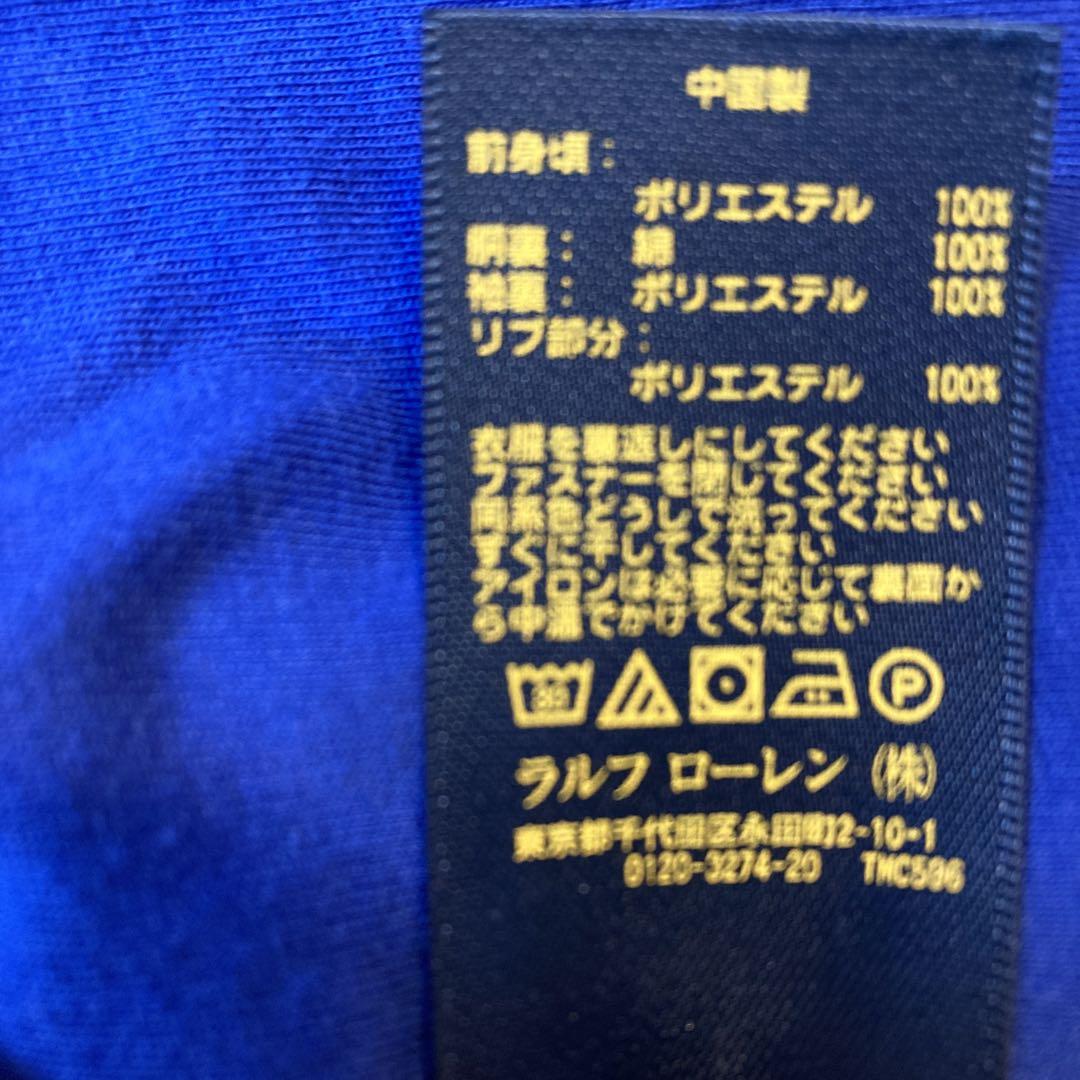 中国製
前身頃：
ポリエステル 100%
胴裏： 綿 100%
袖裏： ポリエステル 100%
リブ部分：
ポリエステル 100%
衣服を裏返しにしてください
ファスナーを閉じてください
同系色どうしで洗ってください
すぐに干してください
アイロンは必要に応じて裏面か
ら中温でかけてください
P
ラルフ ローレン (株)
東京都千代田区永田町2-10-1
0120-3274-20